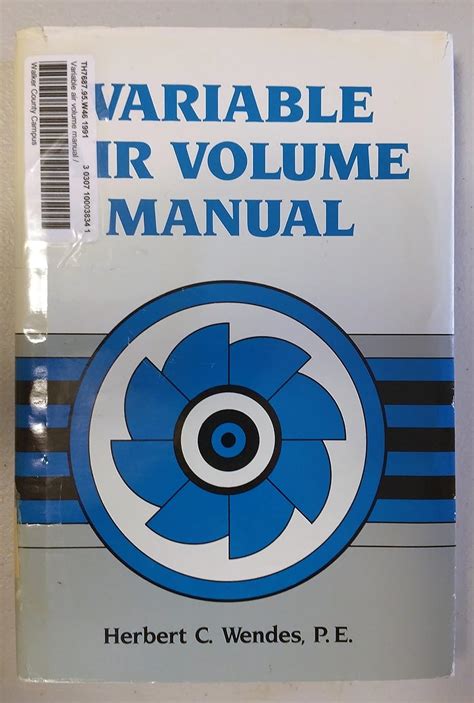 TH7687.95.W46 1991
Variable air volume manual /
Walker County Campus
3 0307 10003834 1
VARIABLE
IR VOLUME
MANUAL
Herbert C. Wendes, P.E.